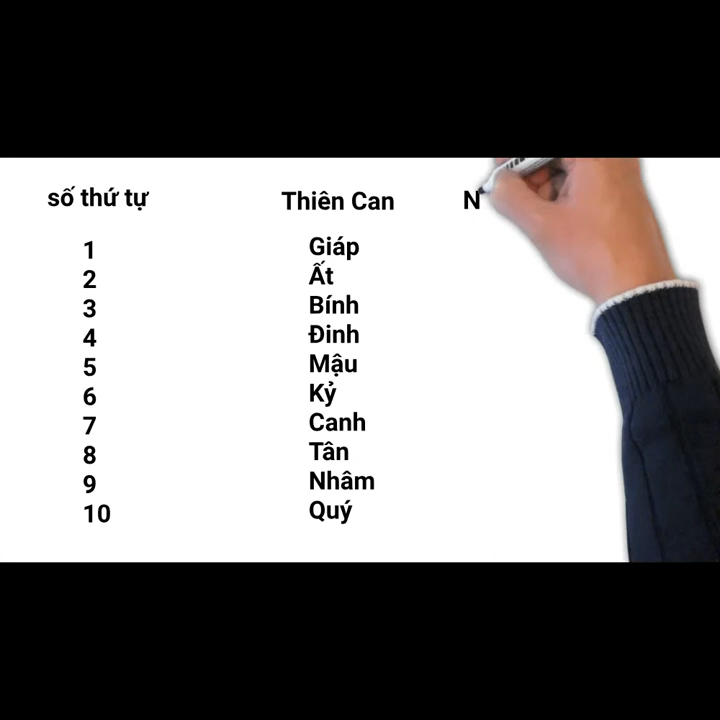 số thứ tự Thiên Can N
1 Giáp
2 Ất
3 Bính
4 Đinh
5 Mậu
6 Kỷ
7 Canh
8 Tân
9 Nhâm
10 Quý